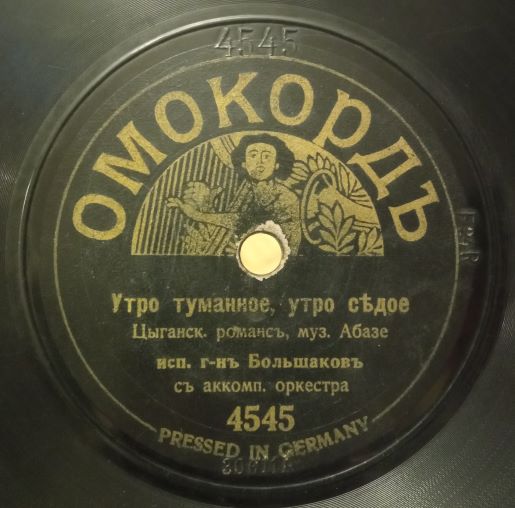 4545
ОМОКОРДЪ
Утро туманное, утро сѣдое
Цыганск. романсъ, муз. Абазе
исп. г-нъ Большаковъ
съ аккомп. оркестра
4545
PRESSED IN GERMANY